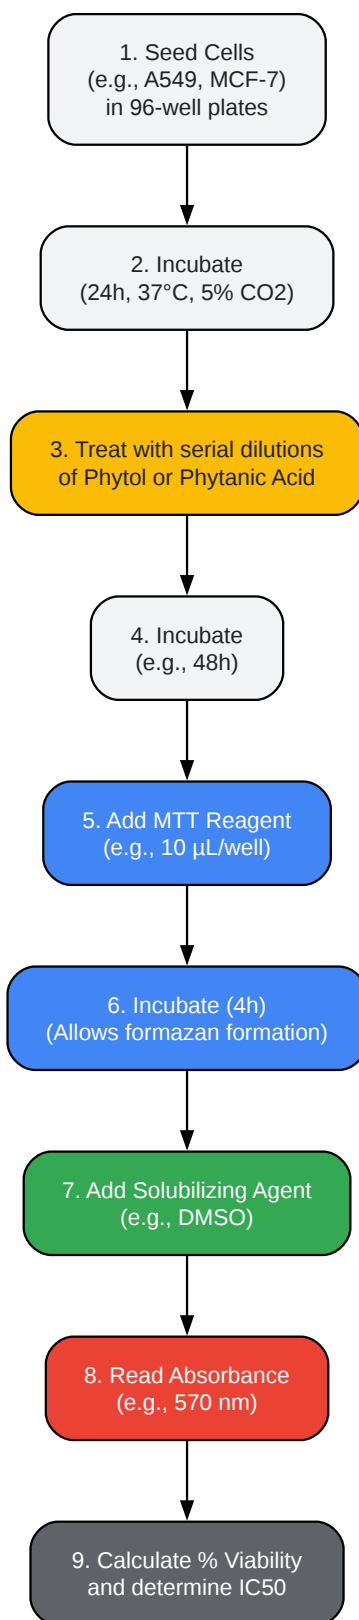 1. Seed Cells
(e.g., A549, MCF-7)
in 96-well plates
2. Incubate
(24h, 37°C, 5% CO2)
3. Treat with serial dilutions
of Phytol or Phytanic Acid
4. Incubate
(e.g., 48h)
5. Add MTT Reagent
(e.g., 10 µL/well)
6. Incubate (4h)
(Allows formazan formation)
7. Add Solubilizing Agent
(e.g., DMSO)
8. Read Absorbance
(e.g., 570 nm)
9. Calculate % Viability
and determine IC50